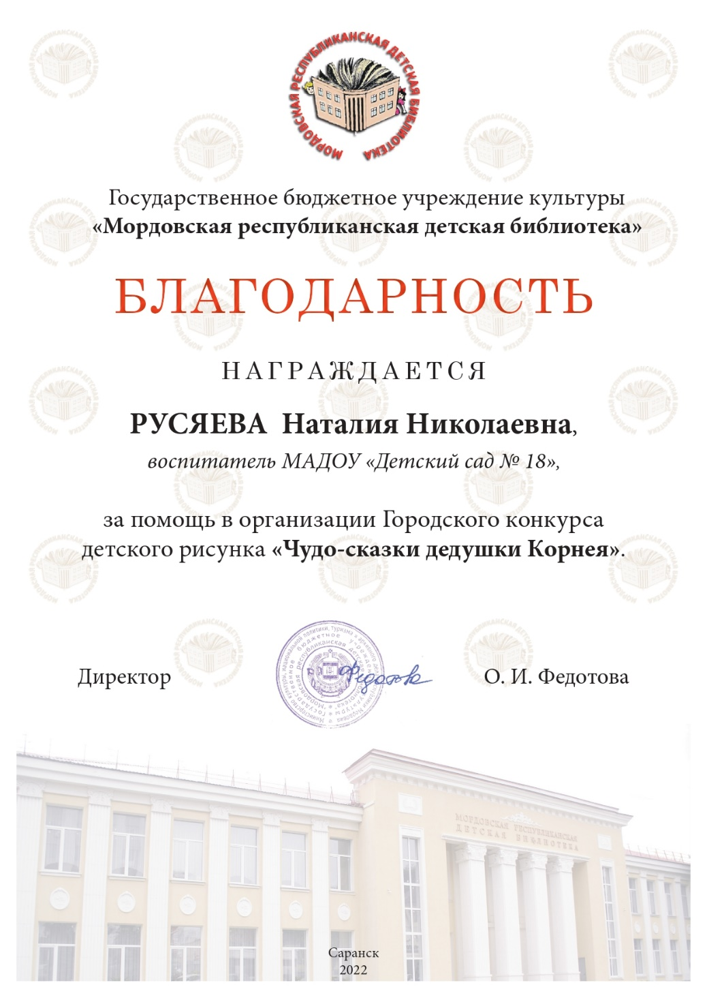 МОРДОВСКАЯ РЕСПУБЛИКАНСКАЯ ДЕТСКАЯ БИБЛИОТЕКА
Государственное бюджетное учреждение культуры
«Мордовская республиканская детская библиотека»
БЛАГОДАРНОСТЬ
НАГРАЖДАЕТСЯ
РУСЯЕВА Наталия Николаевна,
воспитатель МАДОУ «Детский сад № 18»,
за помощь в организации Городского конкурса
детского рисунка «Чудо-сказки дедушки Корнея».
Директор
Федотова
О. И. Федотова
МОРДОВСКАЯ РЕСПУБЛИКАНСКАЯ
ДЕТСКАЯ БИБЛИОТЕКА
Саранск
2022